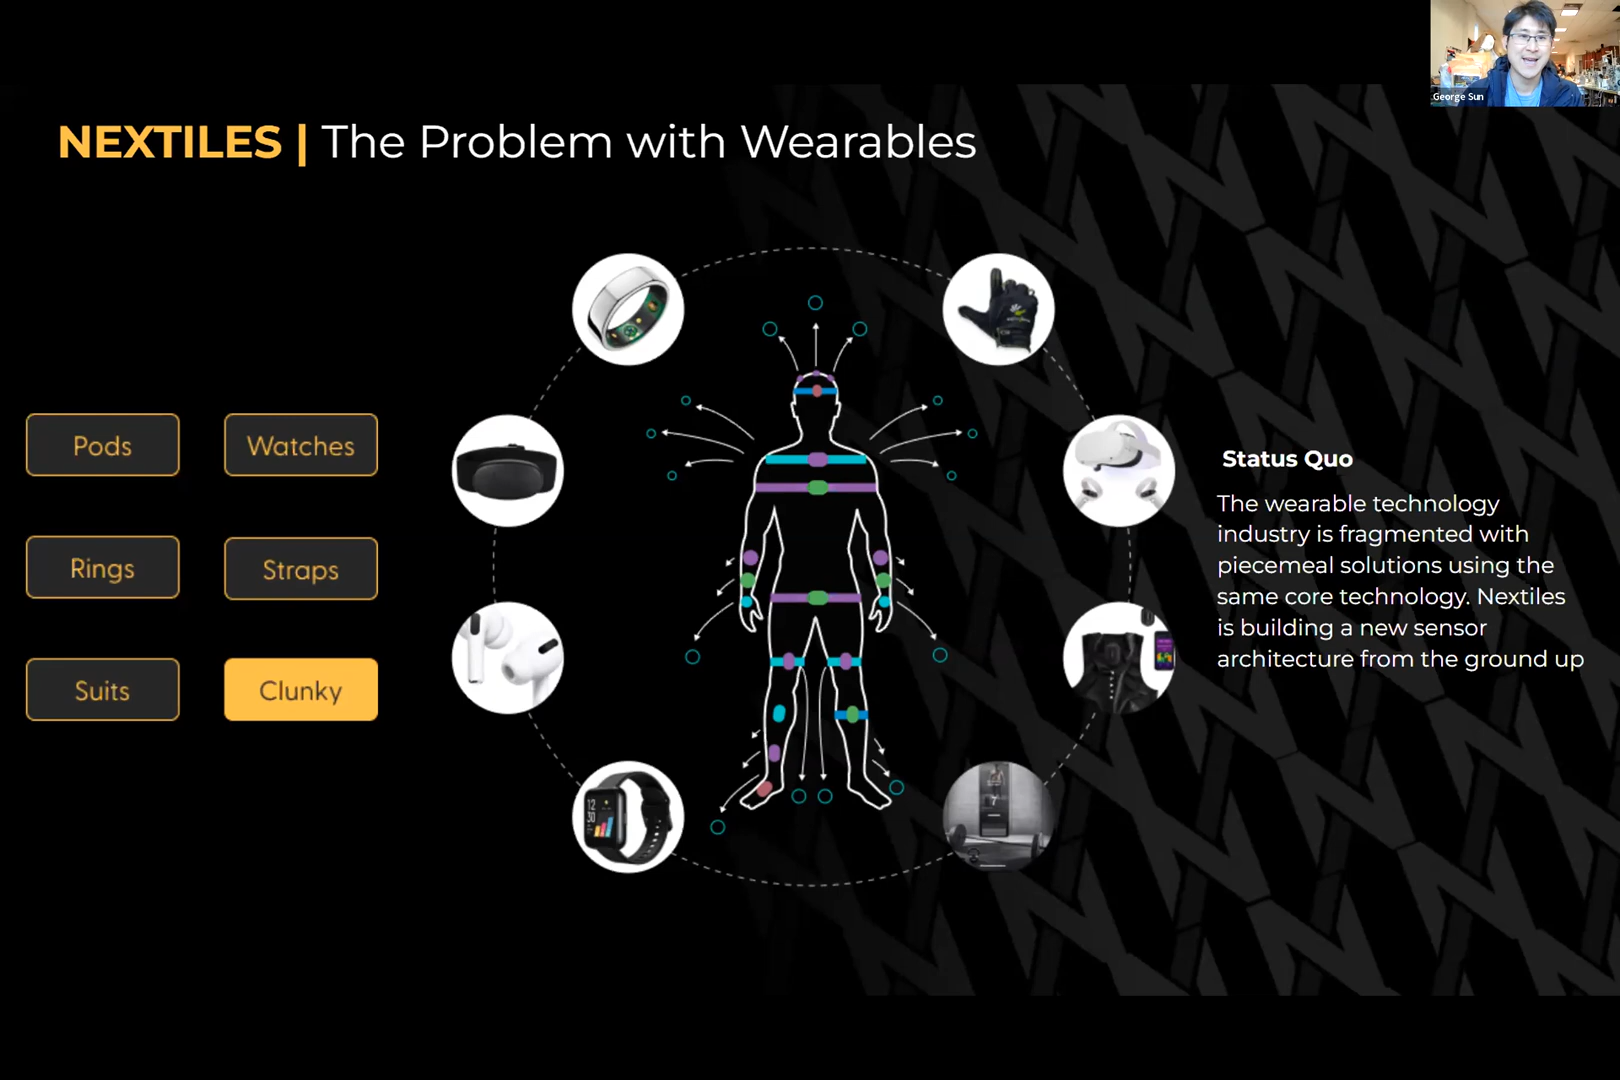 George Sun
NEXTILES | The Problem with Wearables
Pods
Watches
Rings
Straps
Suits
Clunky
Status Quo
The wearable technology
industry is fragmented with
piecemeal solutions using the
same core technology. Nextiles
is building a new sensor
architecture from the ground up